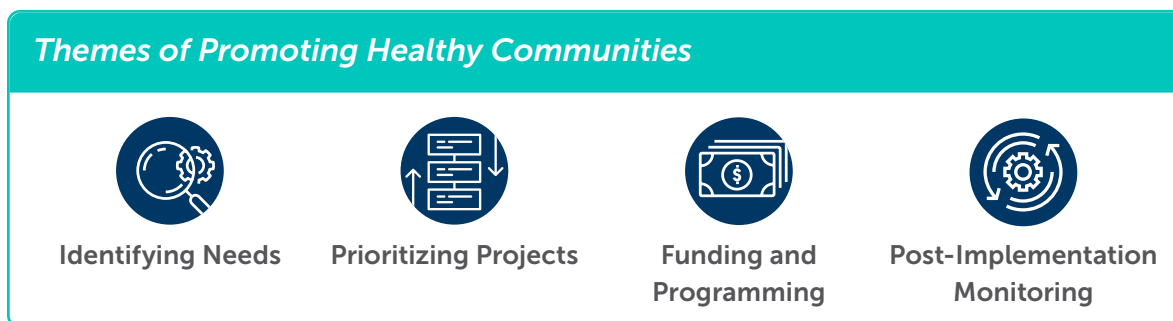 Themes of Promoting Healthy Communities
$
Identifying Needs
Prioritizing Projects
Funding and
Programming
Post-Implementation
Monitoring